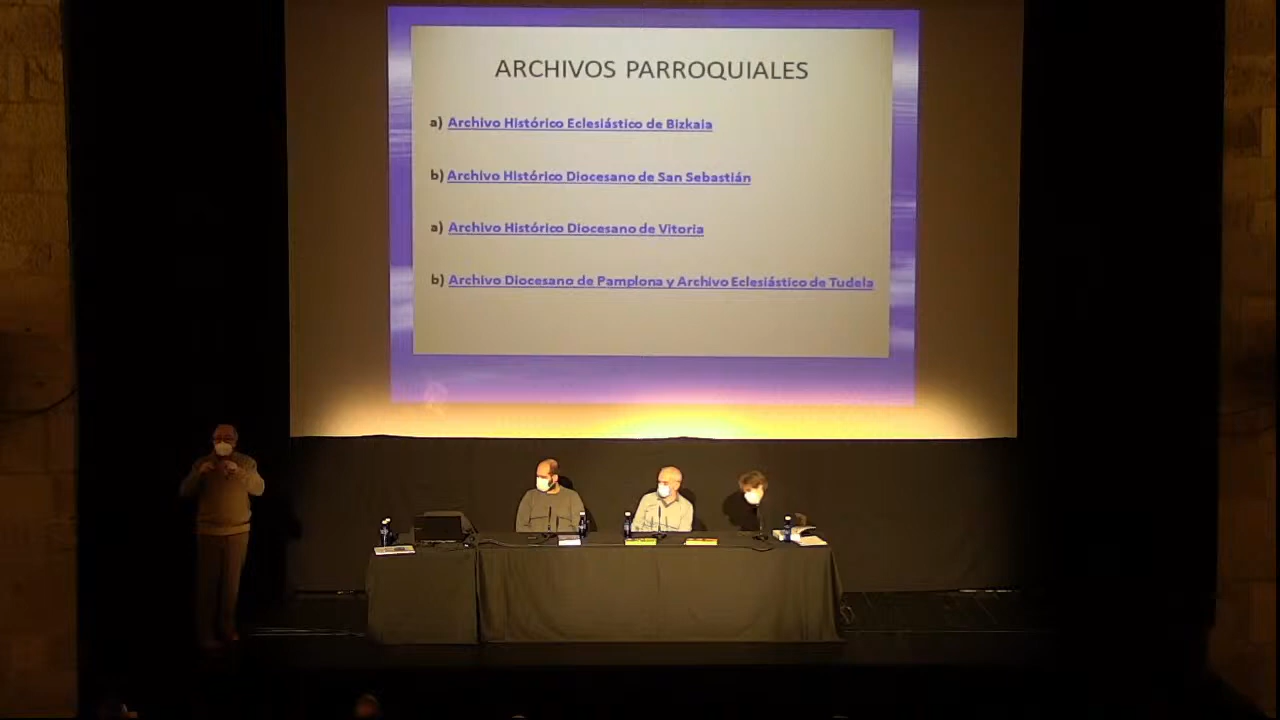 ARCHIVOS PARROQUIALES
a) Archivo Histórico Eclesiástico de Bizkaia
b) Archivo Histórico Diocesano de San Sebastián
a) Archivo Histórico Diocesano de Vitoria
b) Archivo Diocesano de Pamplona y Archivo Eclesiástico de Tudela